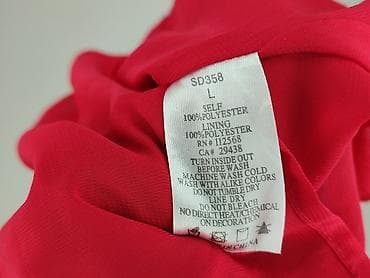 SD358
L
SELF
100%POLYESTER
LINING
100%POLYESTER
RN# 112568
CA# 29438
TURN INSIDE OUT
BEFORE WASH
MACHINE WASH COLD
WASH WITH ALIKE COLORS
DO NOT TUMBLE DRY
LINE DRY
DO NOT BLEACH
NO DIRECT HEAT/CHEMICAL
ON DECORATION
IN CHINA